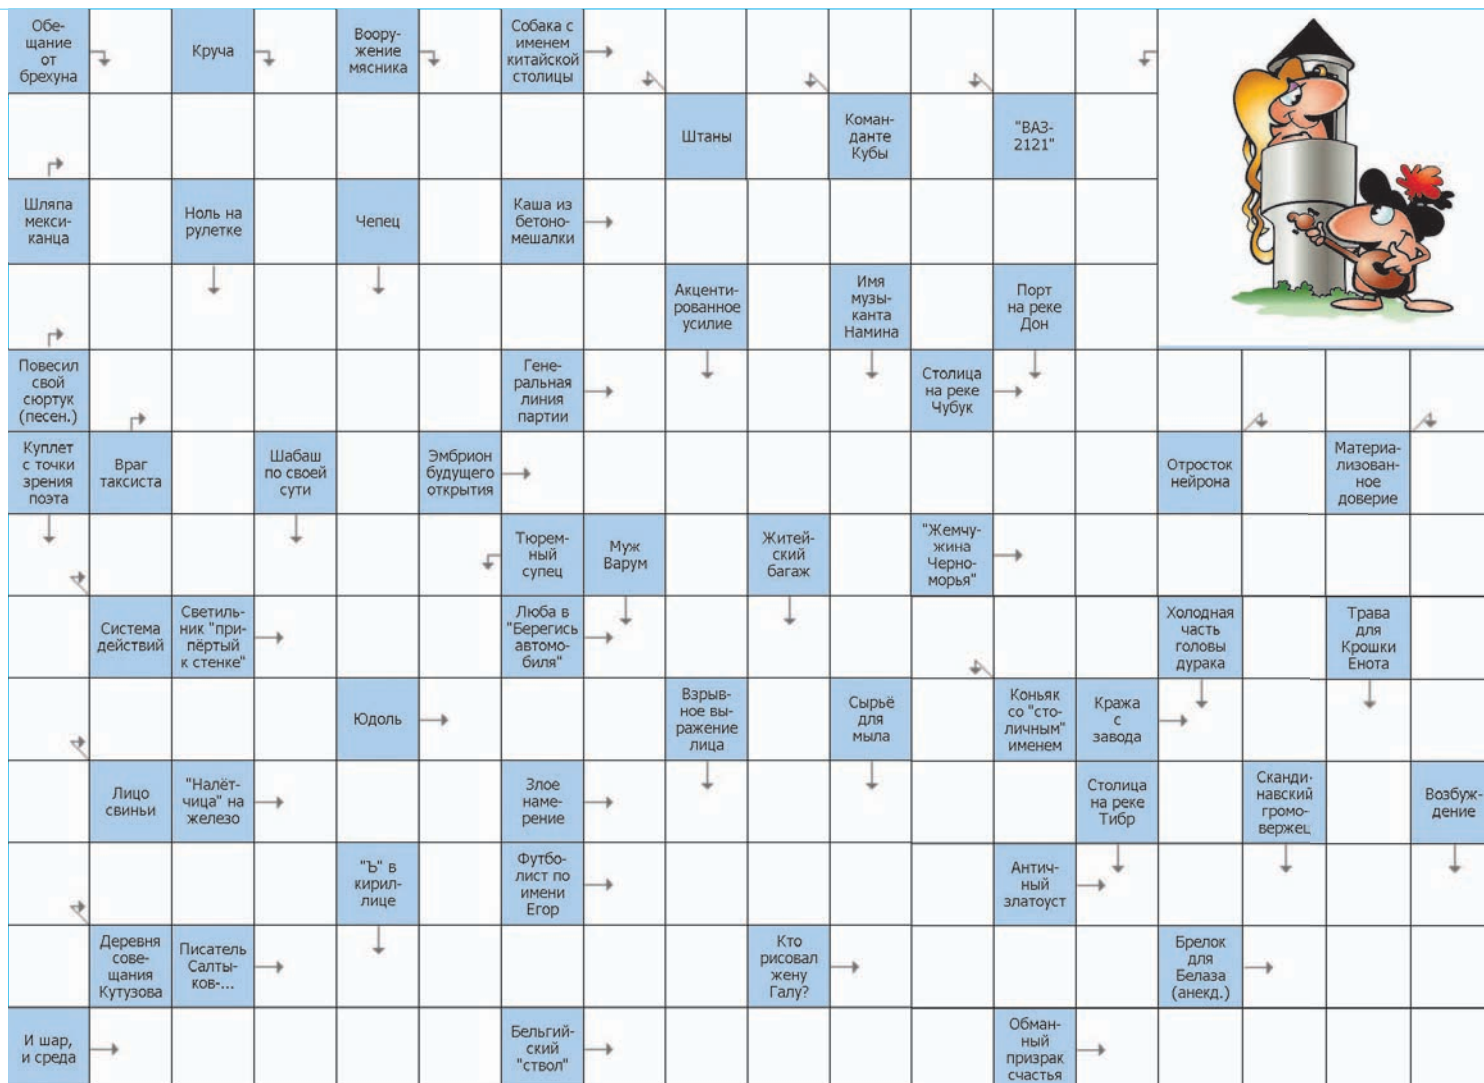 Обе-
щание
от
брехуна
Круча
Воору-
жение
мясника
Собака с
именем
китайской
столицы
Штаны
Коман-
данте
Кубы
"ВАЗ-
2121"
Шляпа
мекси-
канца
Ноль на
рулетке
Чепец
Каша из
бетоно-
мешалки
Акценти-
рованное
усилие
Имя
музы-
канта
Намина
Порт
на реке
Дон
Повесил
свой
сюртук
(песен.)
Гене-
ральная
линия
партии
Столица
на реке
Чубук
Куплет
с точки
зрения
поэта
Враг
таксиста
Шабаш
по своей
сути
Эмбрион
будущего
открытия
Отросток
нейрона
Материа-
лизован-
ное
доверие
Тюрем-
ный
супец
Муж
Варум
Житей-
ский
багаж
"Жемчу-
жина
Черно-
морья"
Система
действий
Светиль-
ник "при-
пёртый
к стенке"
Люба в
"Берегись
автомо-
биля"
Холодная
часть
головы
дурака
Трава
для
Крошки
Енота
Юдоль
Взрыв-
ное вы-
ражение
лица
Сырьё
для
мыла
Коньяк
со "сто-
личным"
именем
Кража
с
завода
Лицо
свиньи
"Налёт-
чица" на
железо
Злое
наме-
рение
Столица
на реке
Тибр
Сканди-
навский
громо-
вержец
Возбуж-
дение
"Ъ" в
кирил-
лице
Футбо-
лист по
имени
Егор
Антич-
ный
златоуст
Деревня
сове-
щания
Кутузова
Писатель
Салты-
ков-...
Кто
рисовал
жену
Галу?
Брелок
для
Белаза
(анекд.)
И шар,
и среда
Бельгий-
ский
"ствол"
Обман-
ный
призрак
счастья